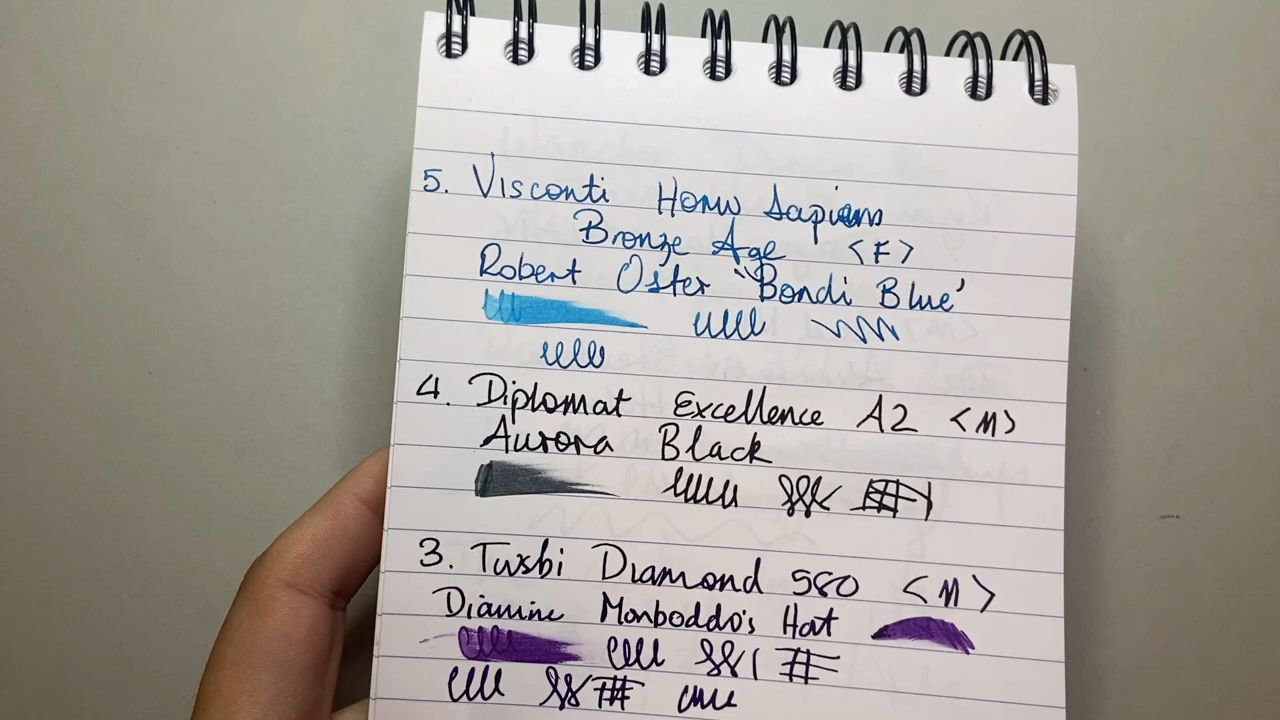 5. Visconti Homo Sapiens
Bronze Age <F>
Robert Oster "Bondi Blue"
4. Diplomat Excellence A2 <M>
Aurora Black
3. Twsbi Diamond 580 <M>
Diamine Monboddo's Hat